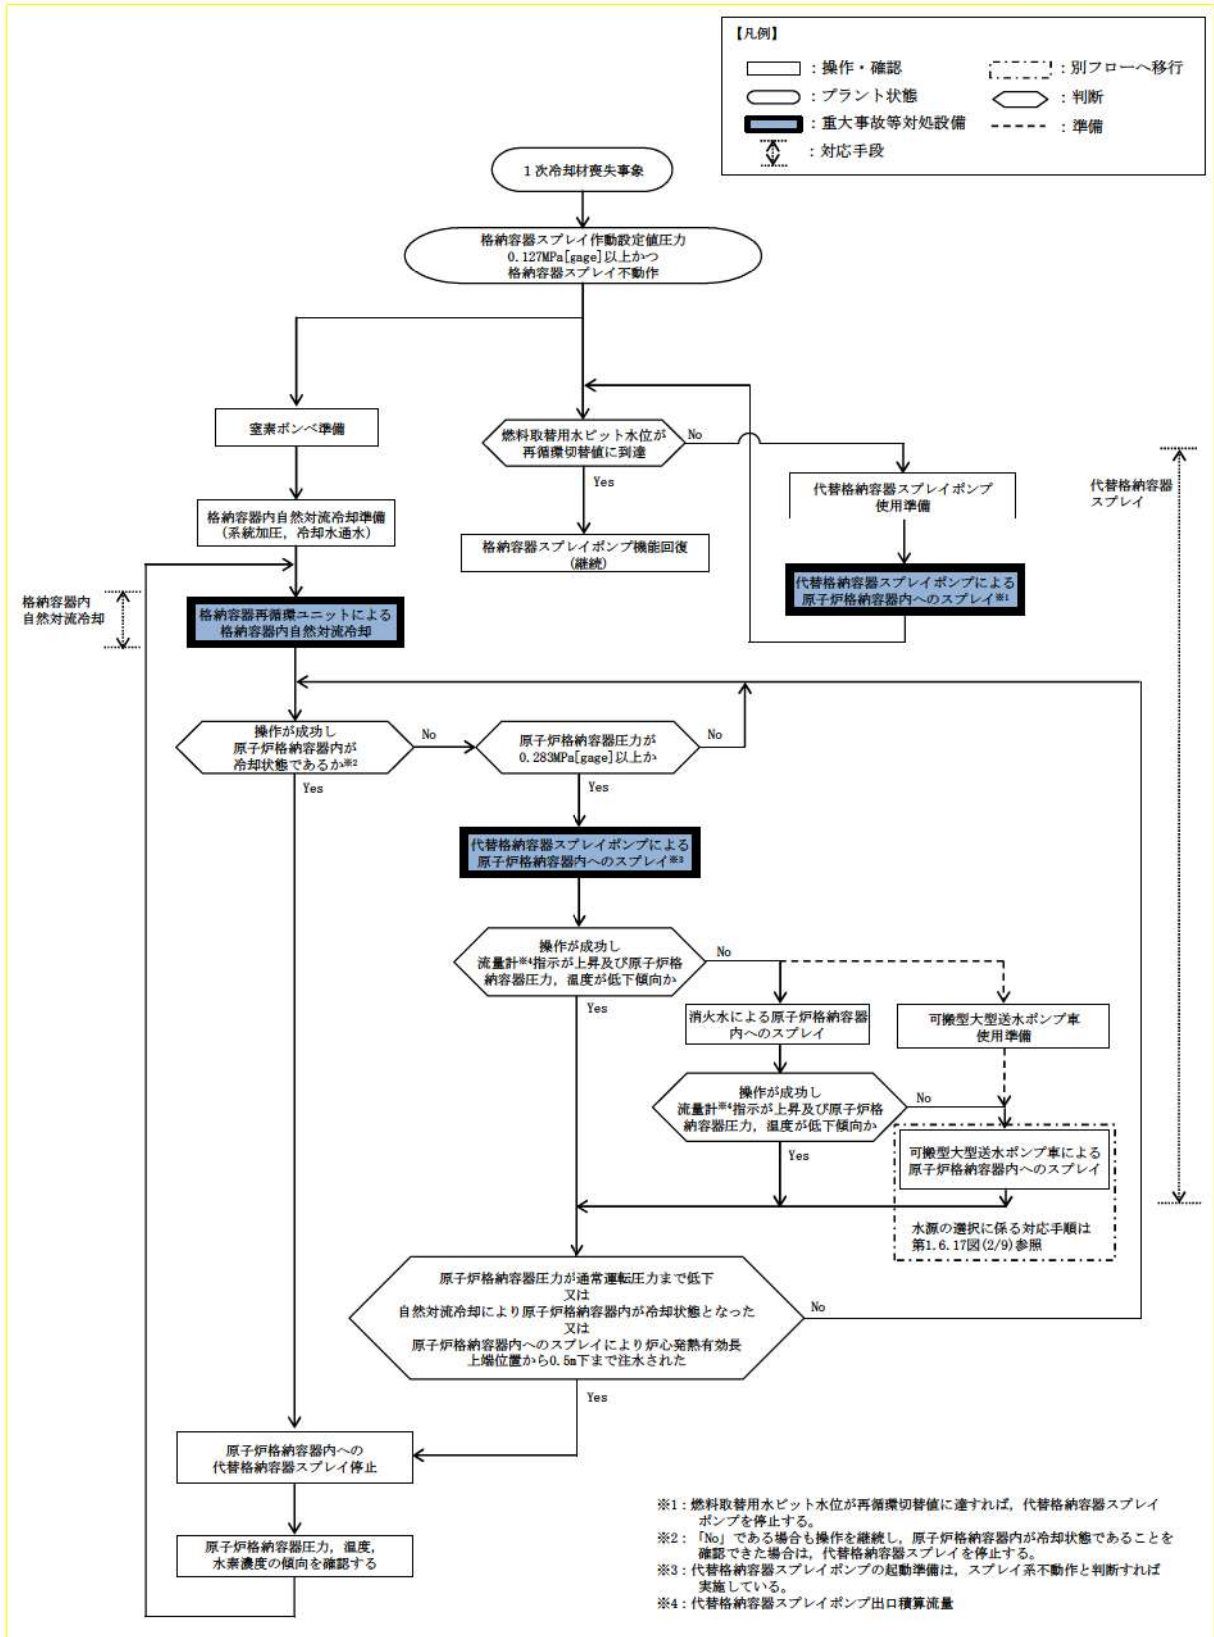 【凡例】
：操作・確認
：別フローへ移行
：プラント状態
：判断
：重大事故等対処設備
：準備
：対応手段
１次冷却材喪失事象
格納容器スプレイ作動設定値圧力
0.127MPa[gage]以上かつ
格納容器スプレイ不動作
窒素ボンベ準備
燃料取替用水ピット水位が
再循環切替値に到達
No
Yes
代替格納容器スプレイポンプ
使用準備
代替格納容器
スプレイ
格納容器内自然対流冷却準備
(系統加圧，冷却水通水)
格納容器スプレイポンプ機能回復
(継続)
代替格納容器スプレイポンプによる
原子炉格納容器内へのスプレイ※1
格納容器内
自然対流冷却
格納容器再循環ユニットによる
格納容器内自然対流冷却
操作が成功し
原子炉格納容器内が
冷却状態であるか※2
No
Yes
原子炉格納容器圧力が
0.283MPa[gage]以上か
No
Yes
代替格納容器スプレイポンプによる
原子炉格納容器内へのスプレイ※3
操作が成功し
流量計※4指示が上昇及び原子炉格
納容器圧力，温度が低下傾向か
No
Yes
消火水による原子炉格納容器
内へのスプレイ
可搬型大型送水ポンプ車
使用準備
操作が成功し
流量計※4指示が上昇及び原子炉格
納容器圧力，温度が低下傾向か
No
Yes
可搬型大型送水ポンプ車による
原子炉格納容器内へのスプレイ
水源の選択に係る対応手順は
第1.6.17図(2/9)参照
原子炉格納容器圧力が通常運転圧力まで低下
又は
自然対流冷却により原子炉格納容器内が冷却状態となった
又は
原子炉格納容器内へのスプレイにより炉心発熱有効長
上端位置から0.5m下まで注水された
No
Yes
原子炉格納容器内への
代替格納容器スプレイ停止
原子炉格納容器圧力，温度，
水素濃度の傾向を確認する
※1：燃料取替用水ピット水位が再循環切替値に達すれば，代替格納容器スプレイ
ポンプを停止する。
※2：「No」である場合も操作を継続し，原子炉格納容器内が冷却状態であることを
確認できた場合は，代替格納容器スプレイを停止する。
※3：代替格納容器スプレイポンプの起動準備は，スプレイ系不動作と判断すれば
実施している。
※4：代替格納容器スプレイポンプ出口積算流量